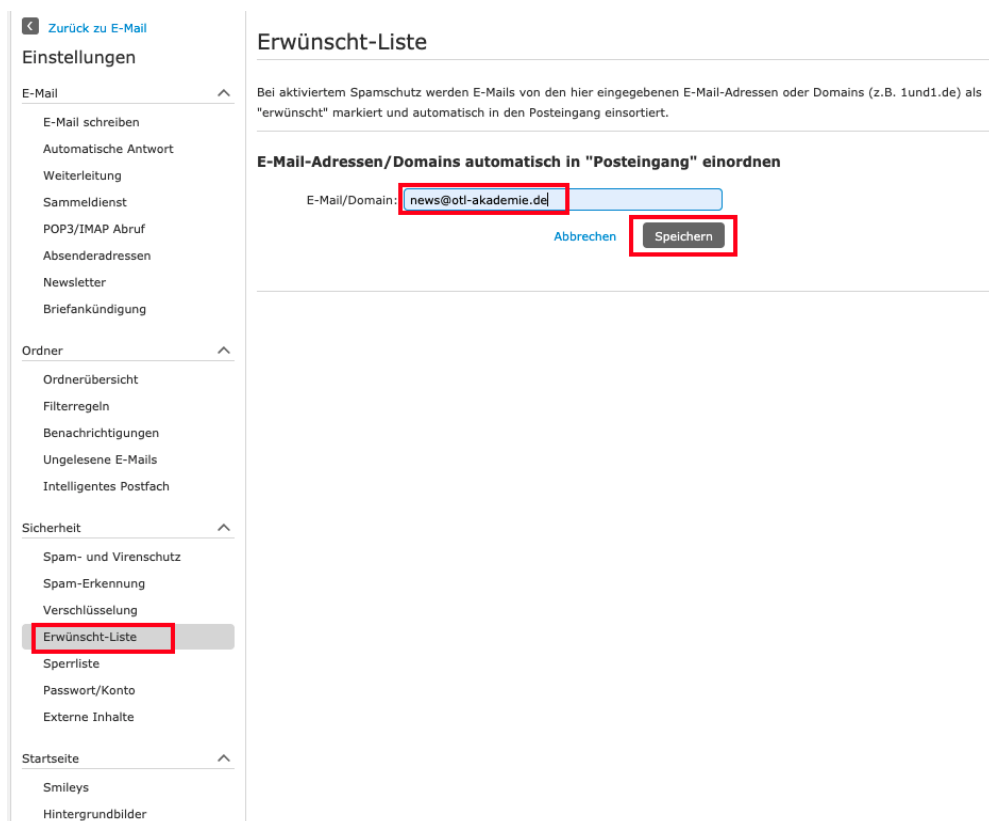 Zurück zu E-Mail
Einstellungen
E-Mail
E-Mail schreiben
Automatische Antwort
Weiterleitung
Sammeldienst
POP3/IMAP Abruf
Absenderadressen
Newsletter
Briefankündigung
Ordner
Ordnerübersicht
Filterregeln
Benachrichtigungen
Ungelesene E-Mails
Intelligentes Postfach
Sicherheit
Spam- und Virenschutz
Spam-Erkennung
Verschlüsselung
Erwünscht-Liste
Sperrliste
Passwort/Konto
Externe Inhalte
Startseite
Smileys
Hintergrundbilder
Erwünscht-Liste
Bei aktiviertem Spamschutz werden E-Mails von den hier eingegebenen E-Mail-Adressen oder Domains (z.B. 1und1.de) als
"erwünscht" markiert und automatisch in den Posteingang einsortiert.
E-Mail-Adressen/Domains automatisch in "Posteingang" einordnen
E-Mail/Domain: news@otl-akademie.de
Abbrechen Speichern